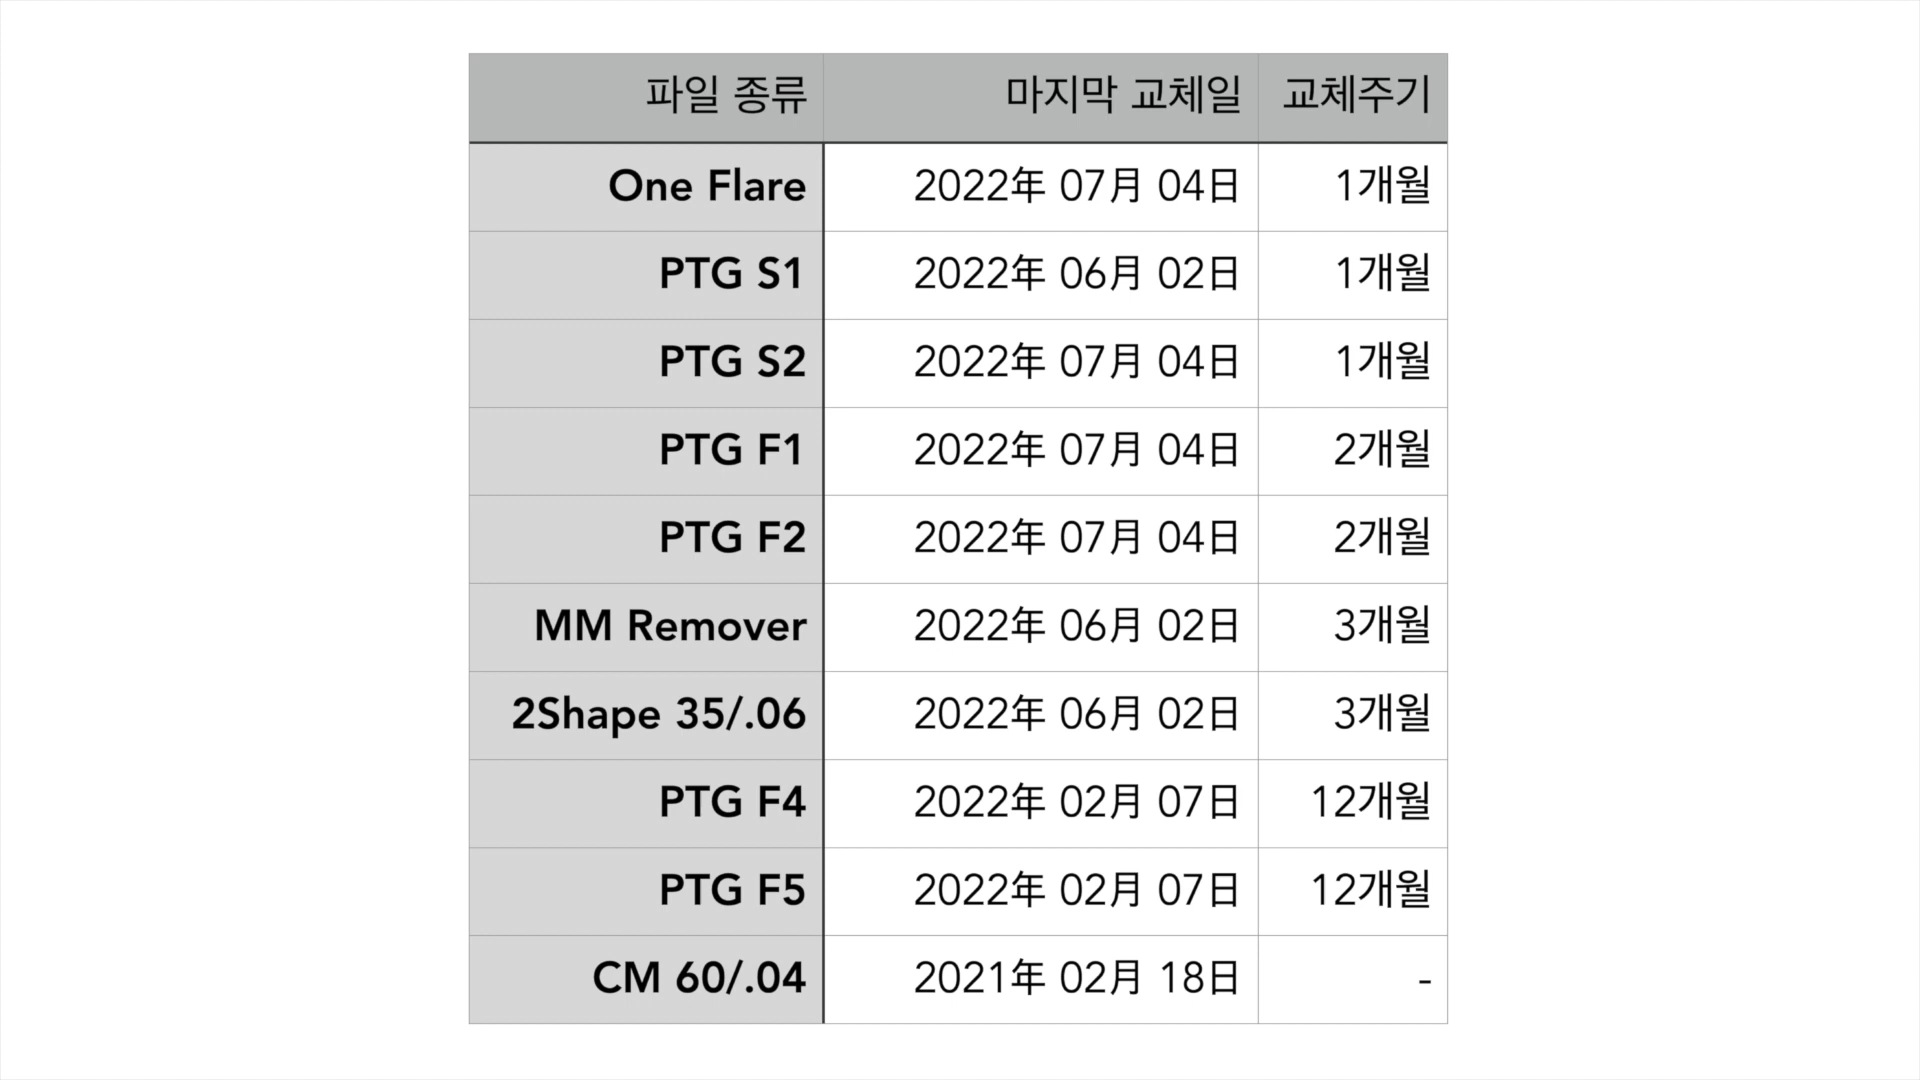 파일 종류 마지막 교체일 교체주기
One Flare 2022年 07月 04日 1개월
PTG S1 2022年 06月 02日 1개월
PTG S2 2022年 07月 04日 1개월
PTG F1 2022年 07月 04日 2개월
PTG F2 2022年 07月 04日 2개월
MM Remover 2022年 06月 02日 3개월
2Shape 35/.06 2022年 06月 02日 3개월
PTG F4 2022年 02月 07日 12개월
PTG F5 2022年 02月 07日 12개월
CM 60/.04 2021年 02月 18日 -